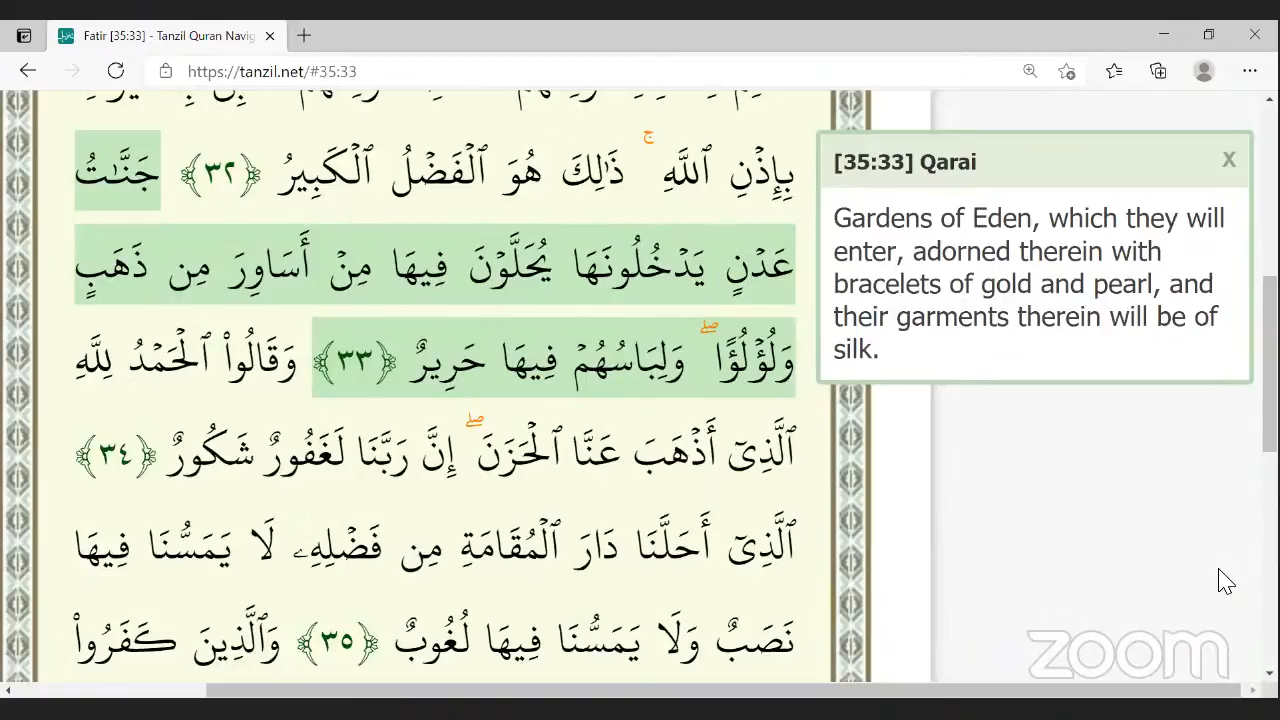 Fatir [35:33] - Tanzil Quran Navig
https://tanzil.net/#35:33
بِإِذْنِ ٱللَّهِ ۚ ذَٰلِكَ هُوَ ٱلْفَضْلُ ٱلْكَبِيرُ ﴿٣٢﴾ جَنَّـٰتُ
عَدْنٍ يَدْخُلُونَهَا يُحَلَّوْنَ فِيهَا مِنْ أَسَاوِرَ مِن ذَهَبٍ
وَلُؤْلُؤًا ۖ وَلِبَاسُهُمْ فِيهَا حَرِيرٌ ﴿٣٣﴾ وَقَالُوا۟ ٱلْحَمْدُ لِلَّهِ
ٱلَّذِىٓ أَذْهَبَ عَنَّا ٱلْحَزَنَ ۖ إِنَّ رَبَّنَا لَغَفُورٌ شَكُورٌ ﴿٣٤﴾
ٱلَّذِىٓ أَحَلَّنَا دَارَ ٱلْمُقَامَةِ مِن فَضْلِهِۦ لَا يَمَسُّنَا فِيهَا
نَصَبٌ وَلَا يَمَسُّنَا فِيهَا لُغُوبٌ ﴿٣٥﴾ وَٱلَّذِينَ كَفَرُوا۟
[35:33] Qarai X
Gardens of Eden, which they will
enter, adorned therein with
bracelets of gold and pearl, and
their garments therein will be of
silk.
zoom